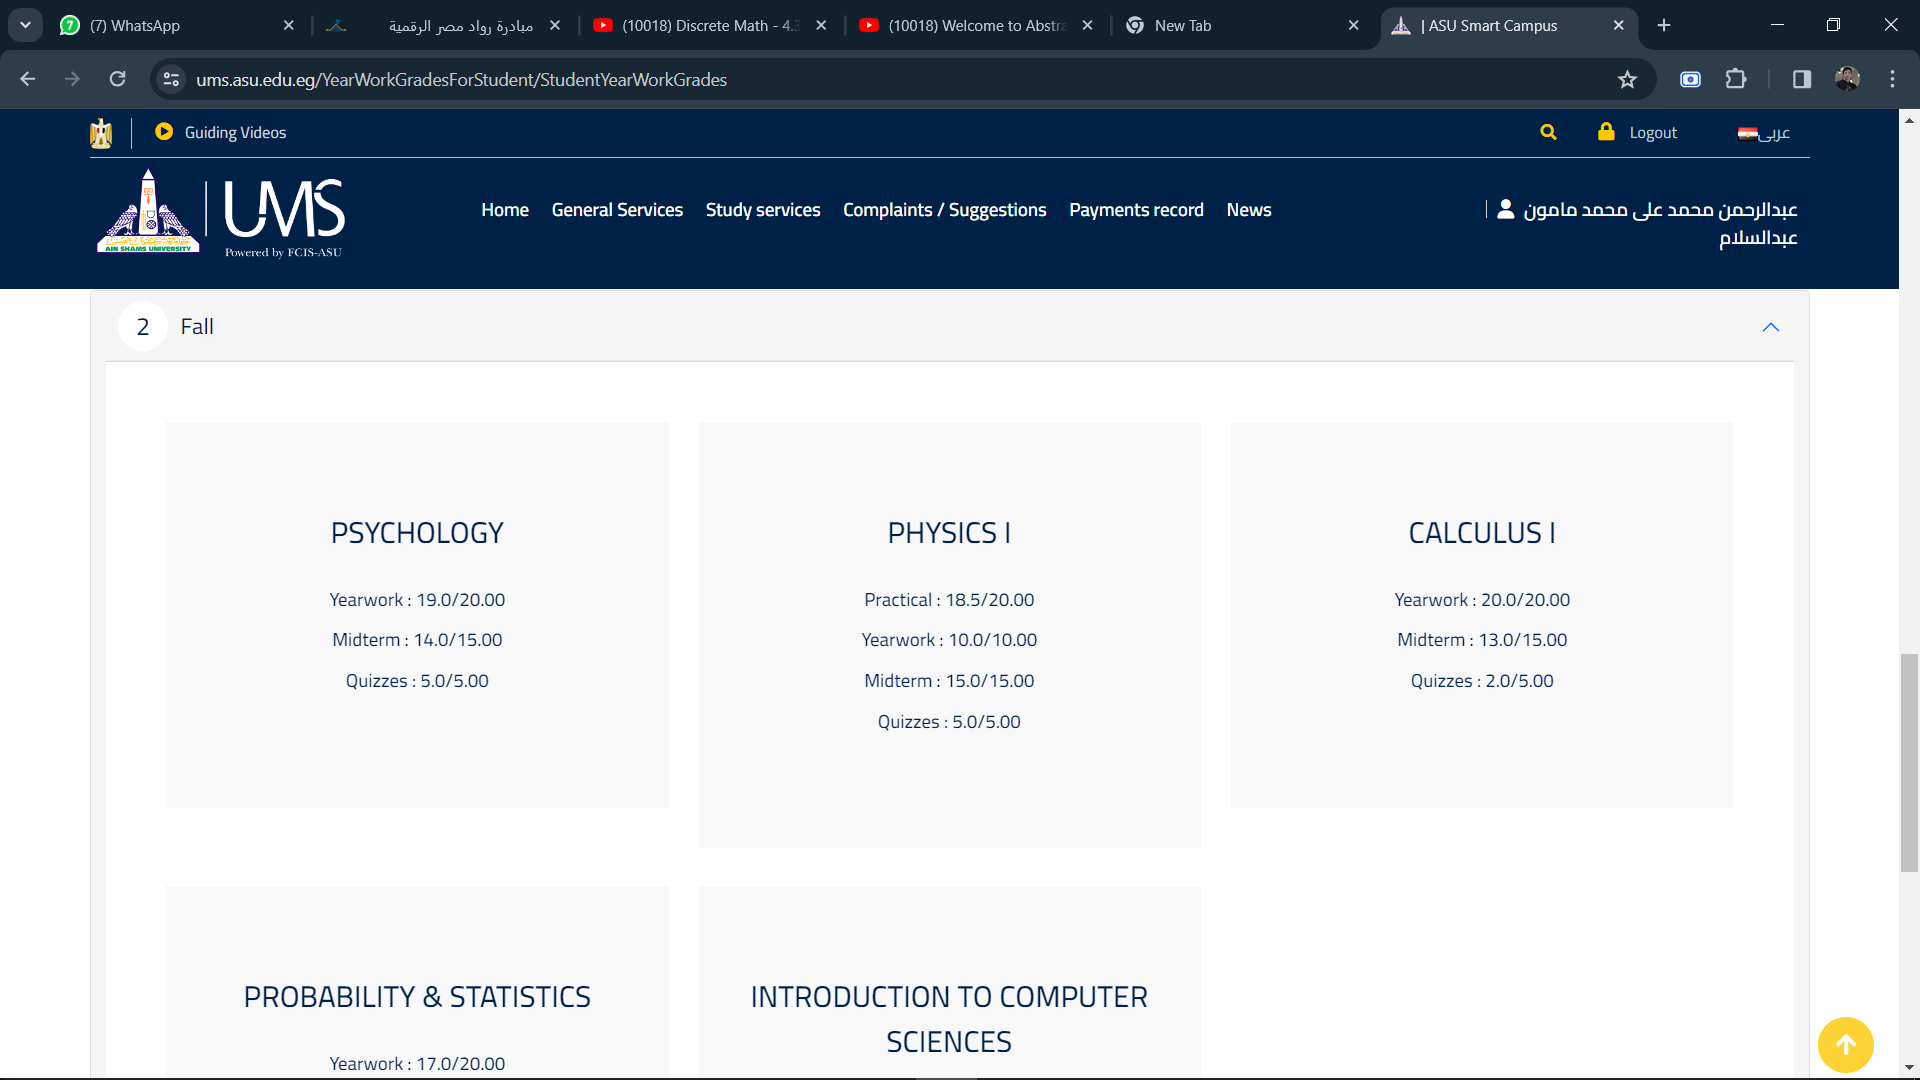 7
(7) WhatsApp
مبادرة رواد مصر الرقمية
(10018) Discrete Math - 4.3
(10018) Welcome to Abstra
New Tab
| ASU Smart Campus
ums.asu.edu.eg/YearWorkGradesForStudent/StudentYearWorkGrades
Guiding Videos
Logout
عربى
AIN SHAMS UNIVERSITY
UMS
Powered by FCIS-ASU
Home
General Services
Study services
Complaints / Suggestions
Payments record
News
عبدالرحمن محمد على محمد مامون
عبدالسلام
2
Fall
PSYCHOLOGY
Yearwork : 19.0/20.00
Midterm : 14.0/15.00
Quizzes : 5.0/5.00
PHYSICS I
Practical : 18.5/20.00
Yearwork : 10.0/10.00
Midterm : 15.0/15.00
Quizzes : 5.0/5.00
CALCULUS I
Yearwork : 20.0/20.00
Midterm : 13.0/15.00
Quizzes : 2.0/5.00
PROBABILITY & STATISTICS
Yearwork : 17.0/20.00
INTRODUCTION TO COMPUTER
SCIENCES